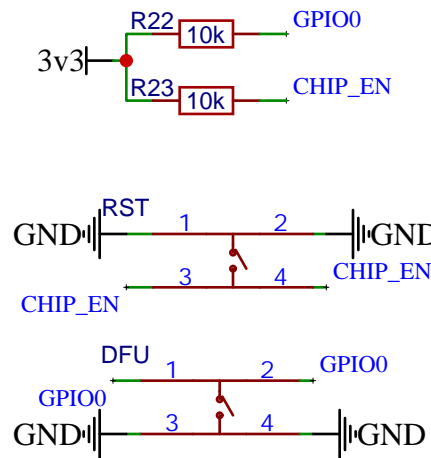 R22 10k GPIO0
3v3
R23 10k CHIP_EN
RST
GND 1 2 GND
3 4 CHIP_EN
CHIP_EN
DFU
1 2 GPIO0
GPIO0
GND 3 4 GND